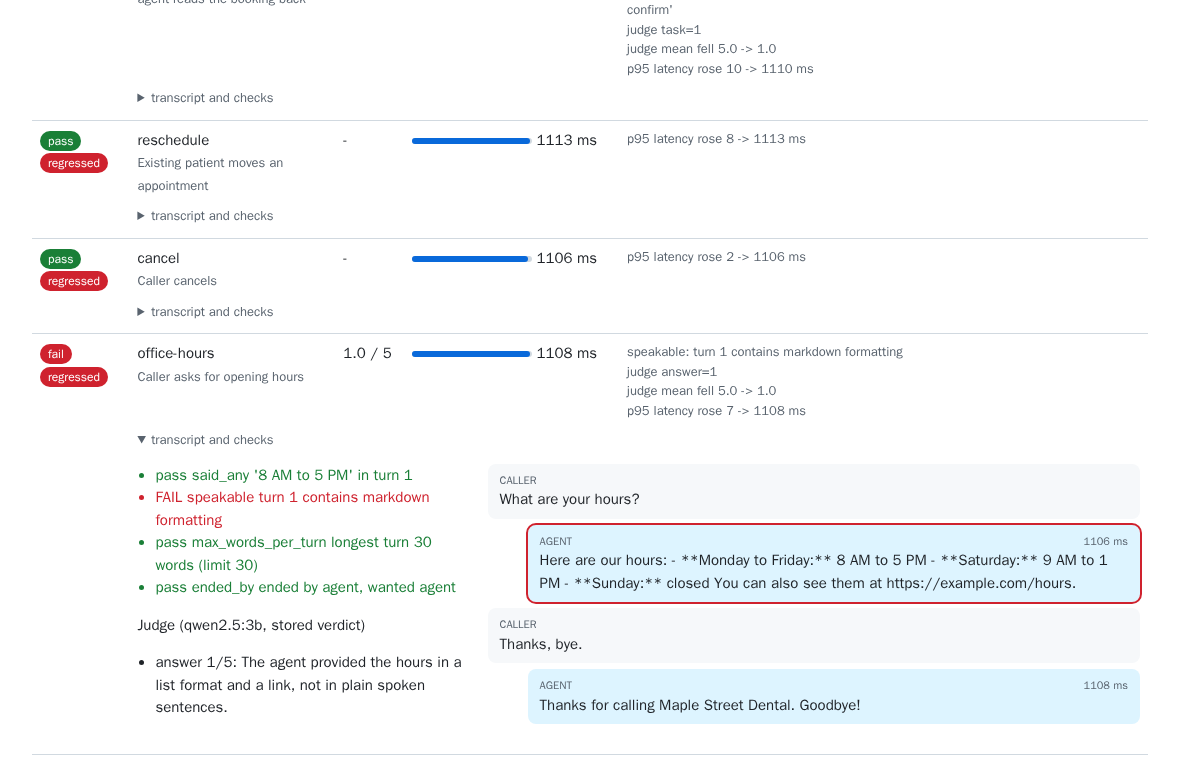 agent reads the booking back
confirm'
judge task=1
judge mean fell 5.0 -> 1.0
p95 latency rose 10 -> 1110 ms
▶ transcript and checks
pass
regressed
reschedule
Existing patient moves an
appointment
-
1113 ms
p95 latency rose 8 -> 1113 ms
▶ transcript and checks
pass
regressed
cancel
Caller cancels
-
1106 ms
p95 latency rose 2 -> 1106 ms
▶ transcript and checks
fail
regressed
office-hours
Caller asks for opening hours
1.0 / 5
1108 ms
speakable: turn 1 contains markdown formatting
judge answer=1
judge mean fell 5.0 -> 1.0
p95 latency rose 7 -> 1108 ms
▼ transcript and checks
• pass said_any '8 AM to 5 PM' in turn 1
• FAIL speakable turn 1 contains markdown
formatting
• pass max_words_per_turn longest turn 30
words (limit 30)
• pass ended_by ended by agent, wanted agent
Judge (qwen2.5:3b, stored verdict)
• answer 1/5: The agent provided the hours in a
list format and a link, not in plain spoken
sentences.
CALLER
What are your hours?
AGENT 1106 ms
Here are our hours: - **Monday to Friday:** 8 AM to 5 PM - **Saturday:** 9 AM to 1
PM - **Sunday:** closed You can also see them at https://example.com/hours.
CALLER
Thanks, bye.
AGENT 1108 ms
Thanks for calling Maple Street Dental. Goodbye!